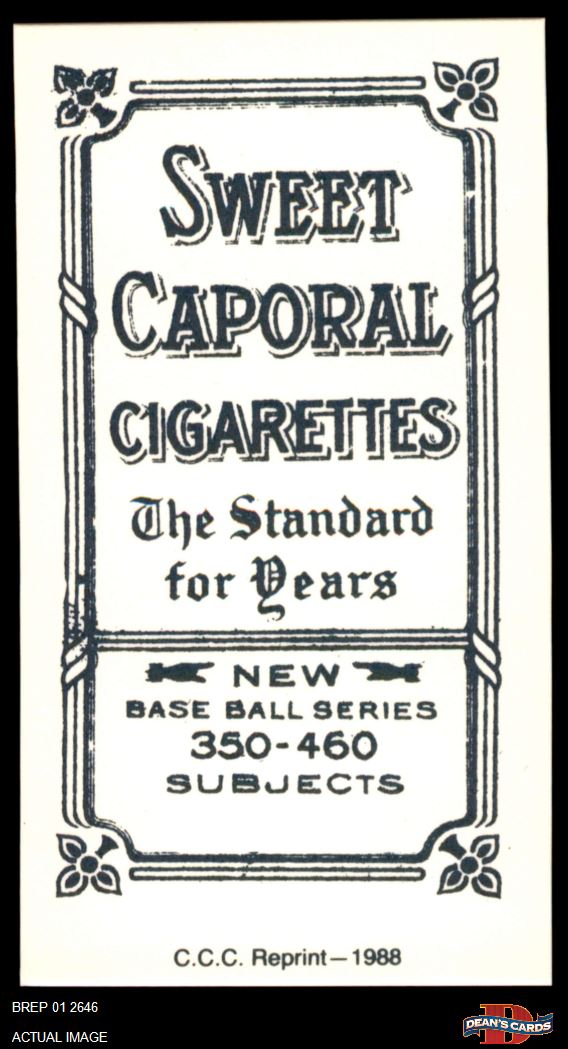 SWEET
CAPORAL
CIGARETTES
The Standard
for Years
NEW
BASE BALL SERIES
350-460
SUBJECTS
C.C.C. Reprint—1988
BREP 01 2646
ACTUAL IMAGE
D
DEAN'S CARDS